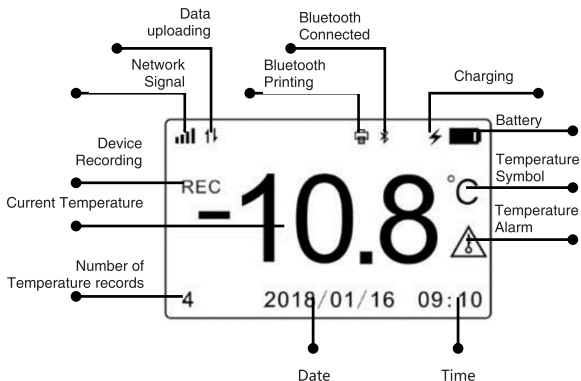 Data
uploading
Bluetooth
Connected
Network
Signal
Bluetooth
Printing
Charging
Battery
Device
Recording
REC
Temperature
Symbol
°C
Current Temperature
-10.8
Temperature
Alarm
Number of
Temperature records
4
2018/01/16
09:10
Date
Time